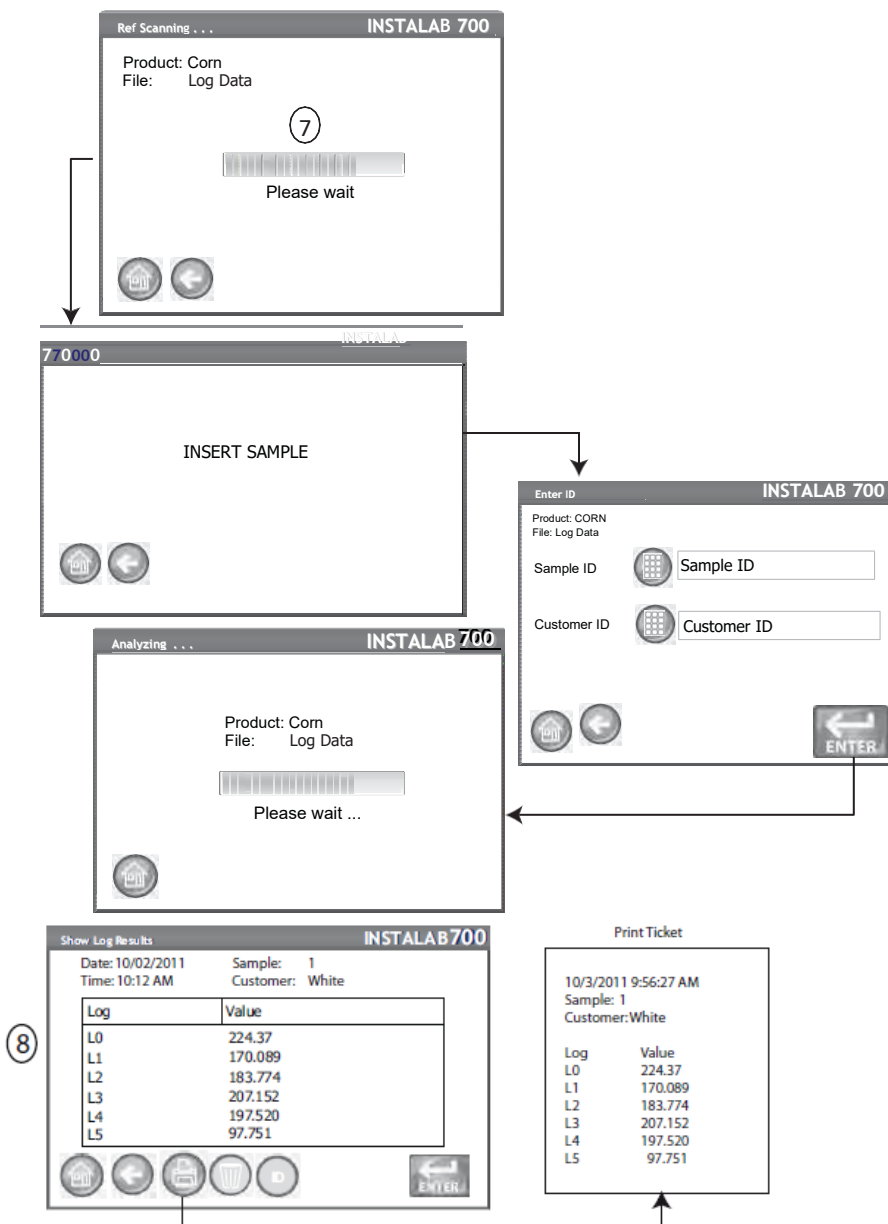 Ref Scanning . . . INSTALAB 700
Product: Corn
File: Log Data
7
Please wait
INSTALAB
770000
INSERT SAMPLE
Enter ID INSTALAB 700
Product: CORN
File: Log Data
Sample ID Sample ID
Customer ID Customer ID
ENTER
Analyzing . . . INSTALAB 700
Product: Corn
File: Log Data
Please wait ...
Show Log Results INSTALAB700
Date: 10/02/2011 Sample: 1
Time: 10:12 AM Customer: White
Log Value
L0 224.37
L1 170.089
L2 183.774
L3 207.152
L4 197.520
L5 97.751
8
ID
ENTER
Print Ticket
10/3/2011 9:56:27 AM
Sample: 1
Customer:White
Log Value
L0 224.37
L1 170.089
L2 183.774
L3 207.152
L4 197.520
L5 97.751